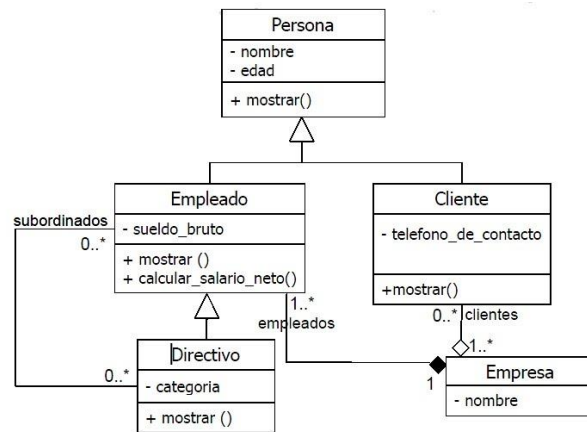 Persona
- nombre
- edad
+ mostrar()
Empleado
- sueldo_bruto
+ mostrar ()
+ calcular_salario_neto()
Cliente
- telefono_de_contacto
+mostrar()
subordinados
0..*
1..*
empleados
0..* clientes
1..*
Directivo
- categoria
+ mostrar ()
0..*
1
Empresa
- nombre